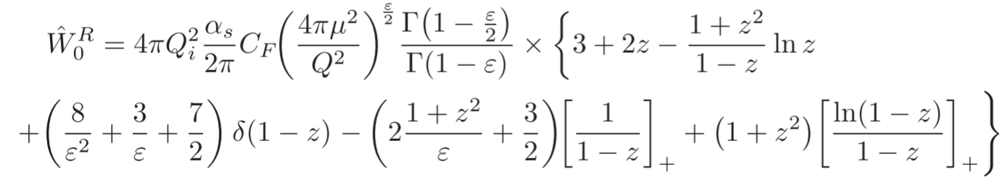 \hat{W}_0^R = 4\pi Q_i^2 \frac{\alpha_s}{2\pi} C_F \left( \frac{4\pi\mu^2}{Q^2} \right)^{\frac{\varepsilon}{2}} \frac{\Gamma(1 - \frac{\varepsilon}{2})}{\Gamma(1 - \varepsilon)} \times \left\{ 3 + 2z - \frac{1 + z^2}{1 - z} \ln z \right.
\left. + \left( \frac{8}{\varepsilon^2} + \frac{3}{\varepsilon} + \frac{7}{2} \right) \delta(1 - z) - \left( 2 \frac{1 + z^2}{\varepsilon} + \frac{3}{2} \right) \left[ \frac{1}{1 - z} \right]_+ + (1 + z^2) \left[ \frac{\ln(1 - z)}{1 - z} \right]_+ \right\}